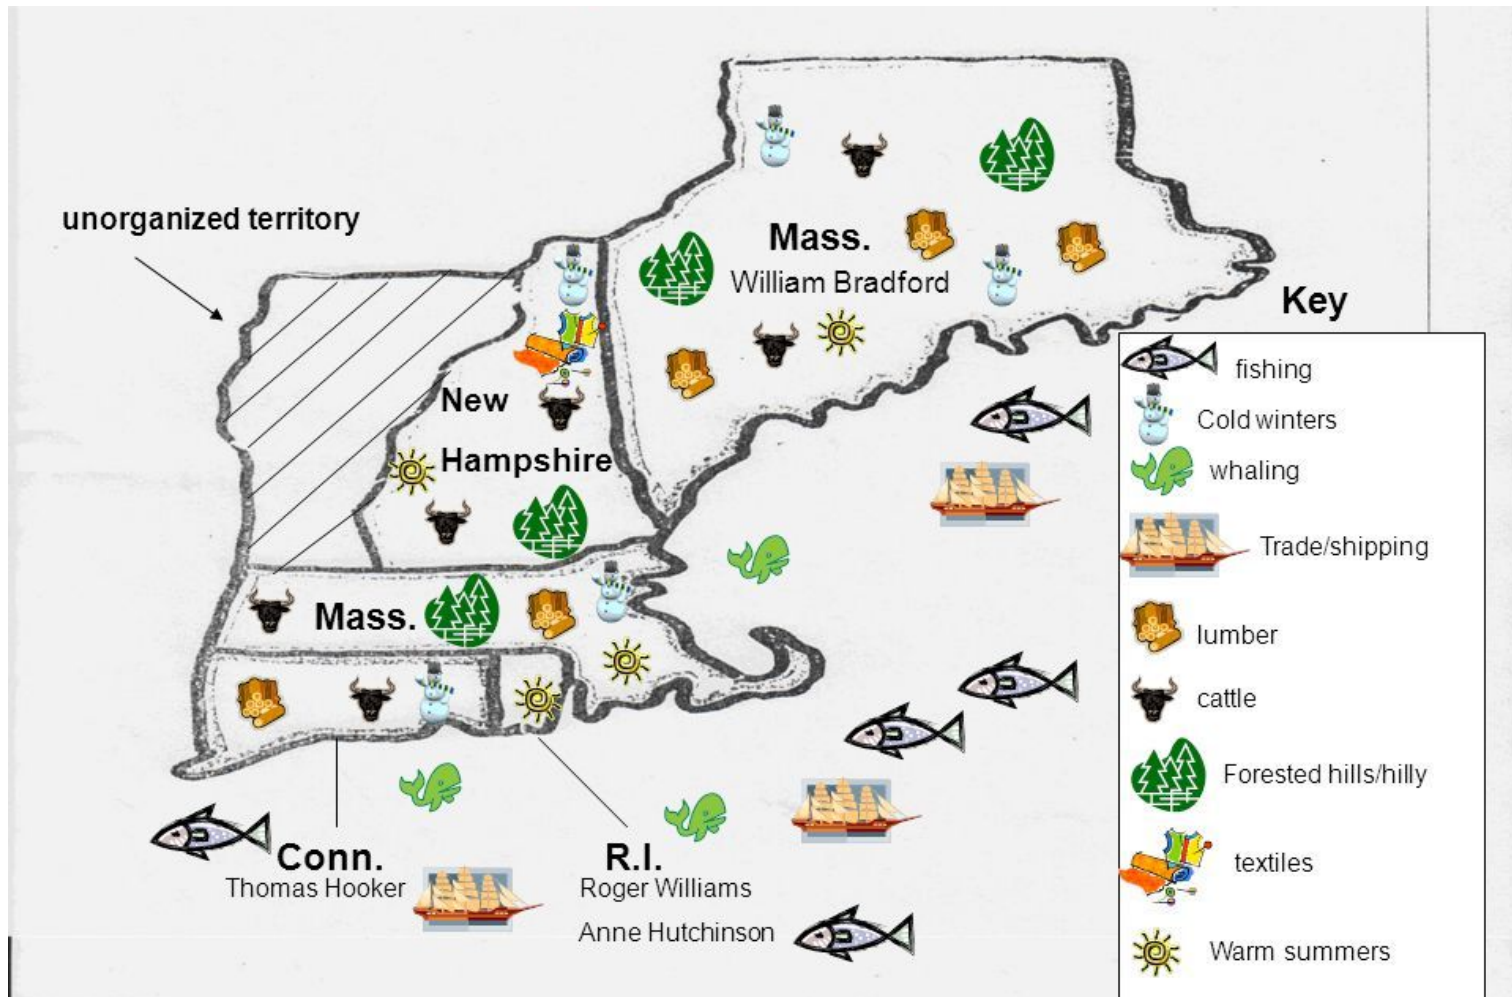 unorganized territory
Mass.
William Bradford
New
Hampshire
Mass.
Conn.
Thomas Hooker
R.I.
Roger Williams
Anne Hutchinson
Key
fishing
Cold winters
whaling
Trade/shipping
lumber
cattle
Forested hills/hilly
textiles
Warm summers